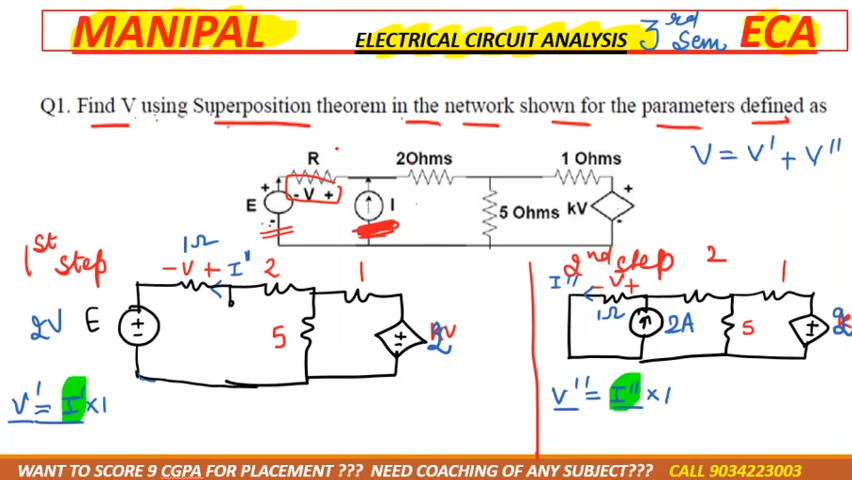 MANIPAL ELECTRICAL CIRCUIT ANALYSIS 3rd Sem ECA
Q1. Find V using Superposition theorem in the network shown for the parameters defined as
V = V' + V''
R 2Ohms 1 Ohms
+ - V + +
E I 5 Ohms kV
- -
1st step
1Ω
-V + I' 2 1
2V E 5
V' = I' x 1
2nd step 2
I'' -V + 1
1Ω 2A 5
V'' = I'' x 1
WANT TO SCORE 9 CGPA FOR PLACEMENT ??? NEED COACHING OF ANY SUBJECT??? CALL 9034223003